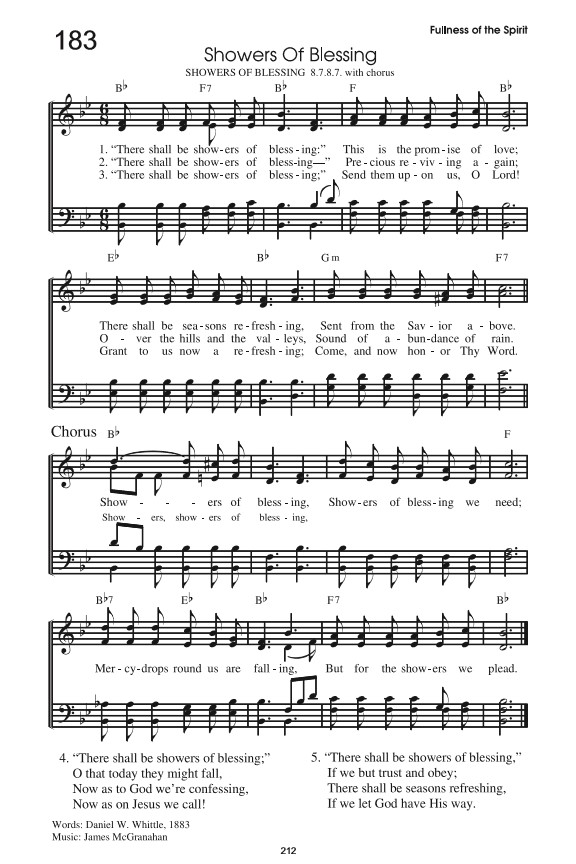 Fullness of the Spirit
183
Showers Of Blessing
SHOWERS OF BLESSING 8.7.8.7. with chorus
B♭ F7 B♭ F B♭
1. “There shall be show-ers of bless-ing:” This is the prom-ise of love;
2. “There shall be show-ers of bless-ing—” Pre-cious re-viv-ing a-gain;
3. “There shall be show-ers of bless-ing;” Send them up-on us, O Lord!
E♭ B♭ Gm F7
There shall be sea-sons re-fresh-ing, Sent from the Sav-ior a-bove.
O-ver the hills and the val-leys, Sound of a-bun-dance of rain.
Grant to us now a re-fresh-ing; Come, and now hon-or Thy Word.
Chorus B♭ F
Show - - - ers of bless-ing, Show-ers of bless-ing we need;
Show - ers, show-ers of bless-ing,
B♭7 E♭ B♭ F7 B♭
Mer-cy-drops round us are fall-ing, But for the show-ers we plead.
4. “There shall be showers of blessing;”
O that today they might fall,
Now as to God we’re confessing,
Now as on Jesus we call!
5. “There shall be showers of blessing,”
If we but trust and obey;
There shall be seasons refreshing,
If we let God have His way.
Words: Daniel W. Whittle, 1883
Music: James McGranahan
212